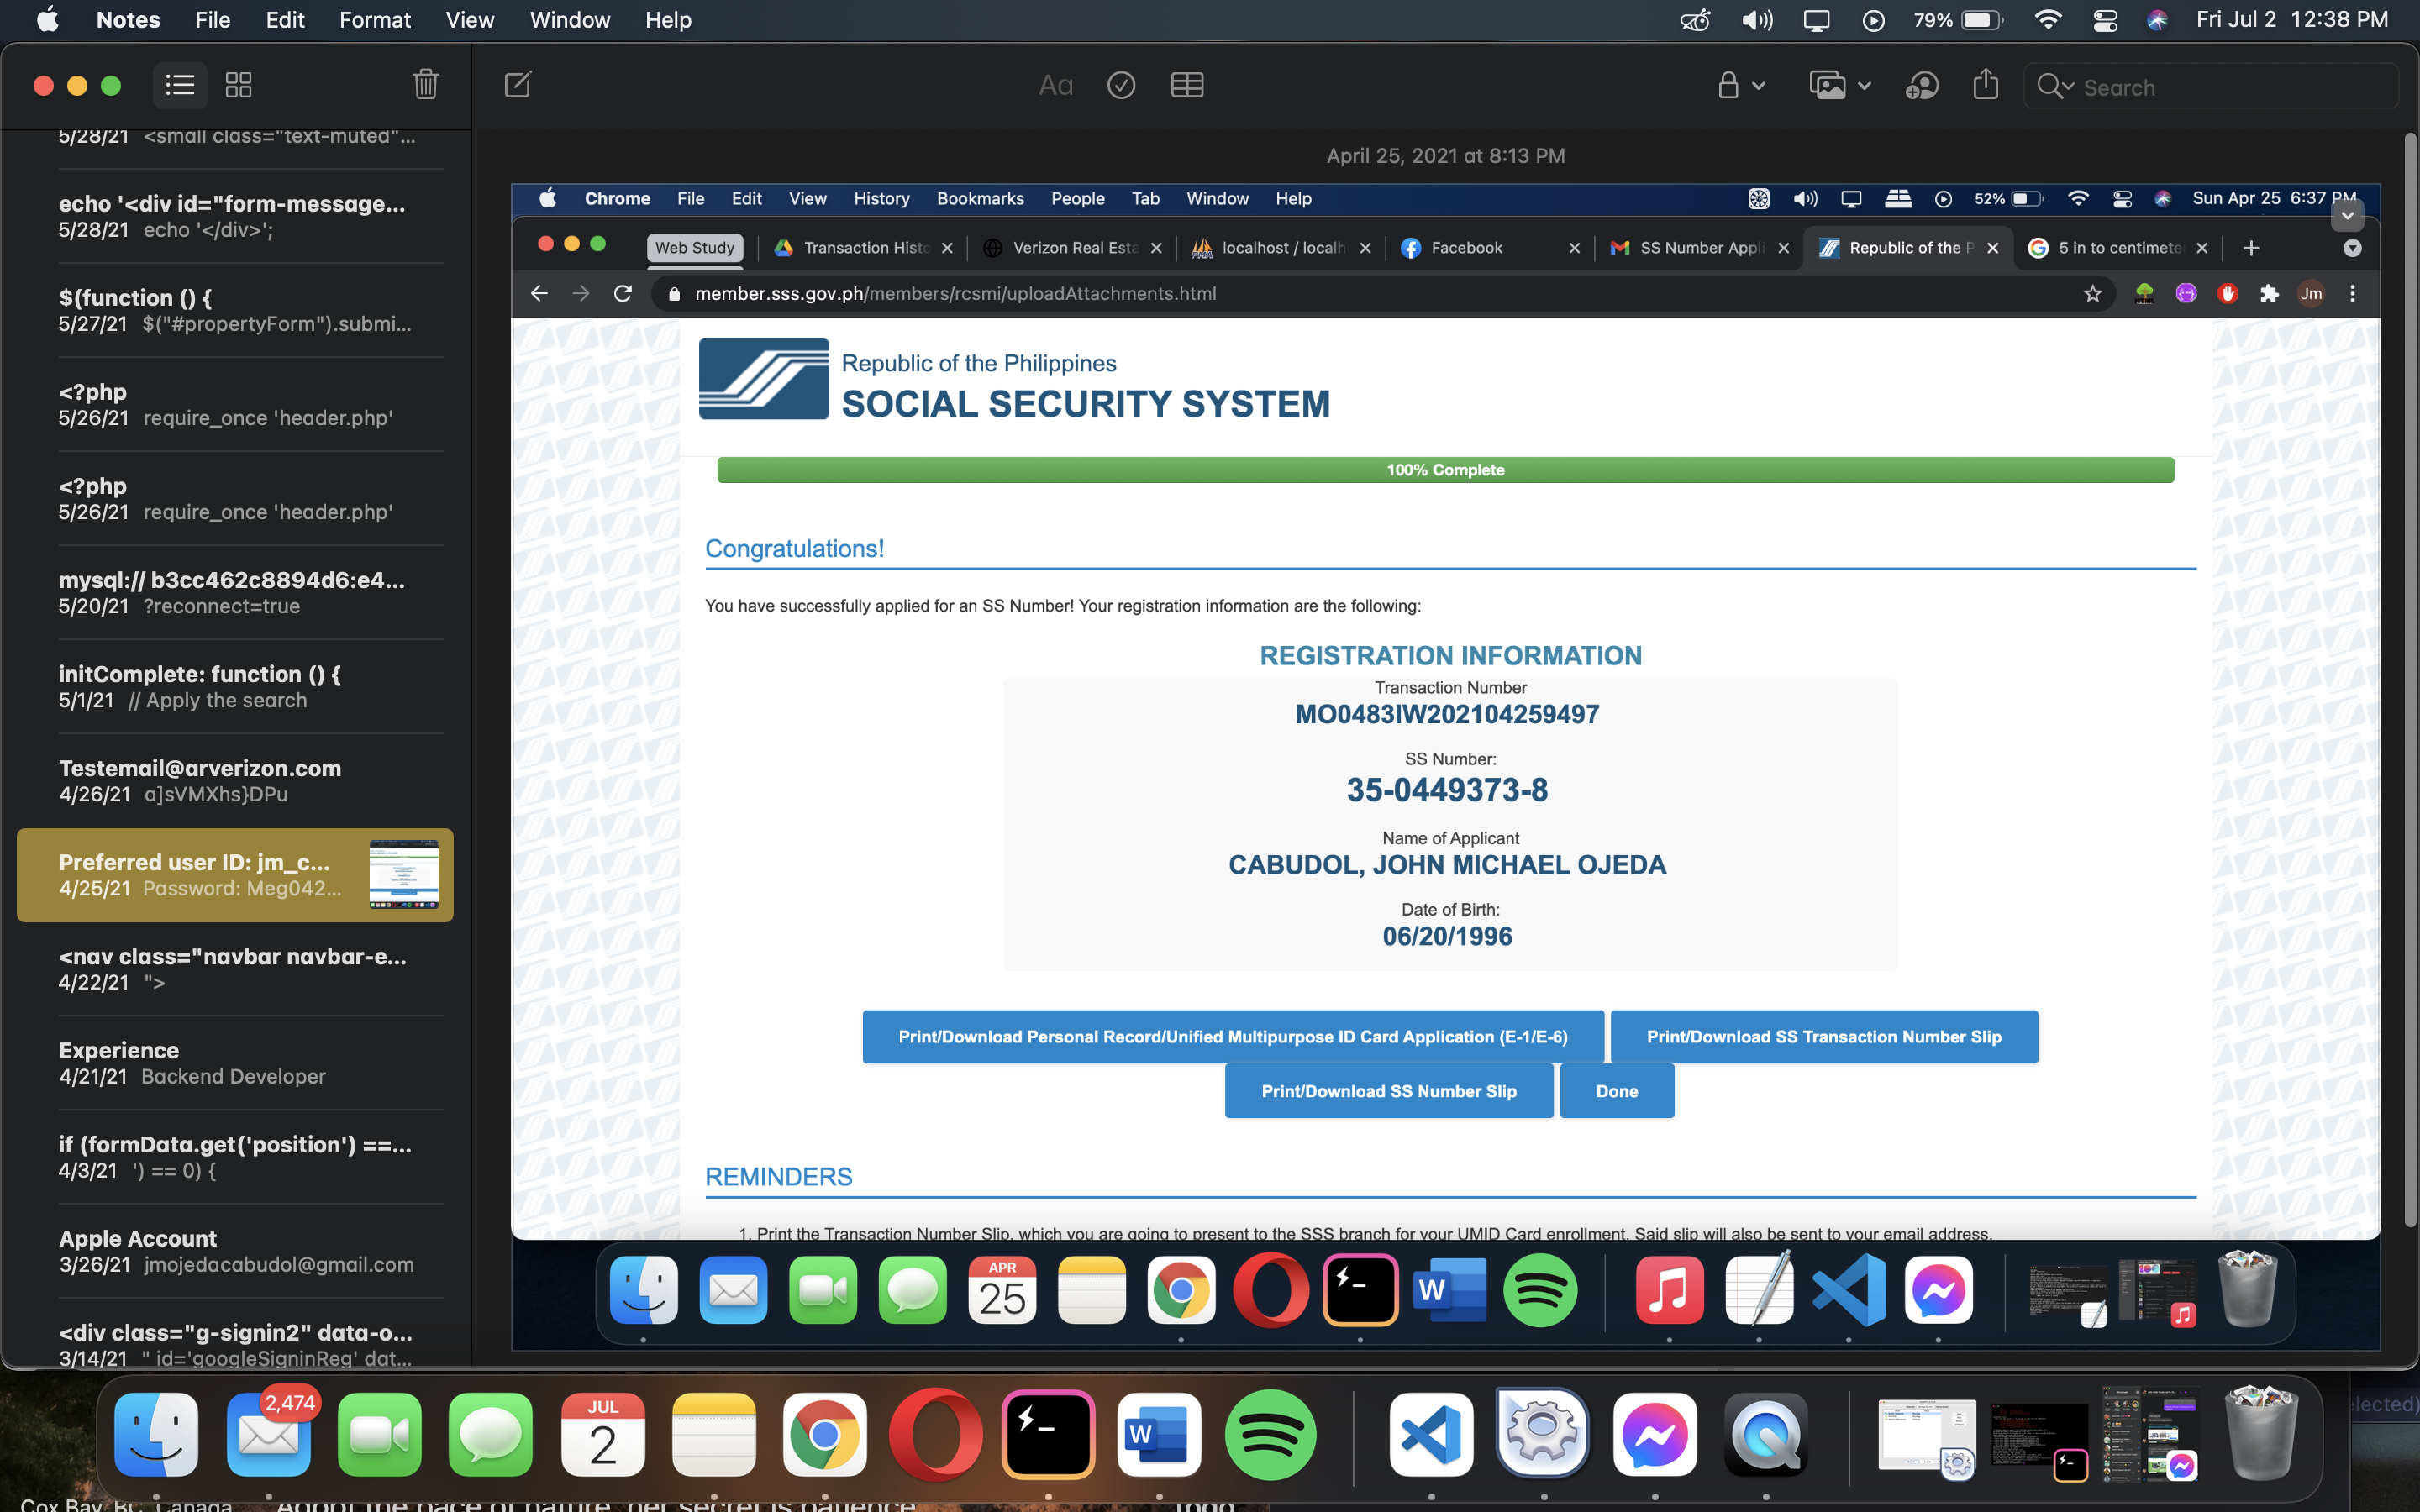 Notes File Edit Format View Window Help
79% Fri Jul 2 12:38 PM
Aa
Search
5/28/21 <small class="text-muted"...
echo '<div id="form-message...
5/28/21 echo '</div>';
$(function () {
5/27/21 $("#propertyForm").submi...
<?php
5/26/21 require_once 'header.php'
<?php
5/26/21 require_once 'header.php'
mysql:// b3cc462c8894d6:e4...
5/20/21 ?reconnect=true
initComplete: function () {
5/1/21 // Apply the search
Testemail@arverizon.com
4/26/21 a]sVMXhs}DPu
Preferred user ID: jm_c...
4/25/21 Password: Meg042...
<nav class="navbar navbar-e...
4/22/21 ">
Experience
4/21/21 Backend Developer
if (formData.get('position') ==...
4/3/21 ') == 0) {
Apple Account
3/26/21 jmojedacabudol@gmail.com
<div class="g-signin2" data-o...
3/14/21 " id='googleSigninReg' dat...
April 25, 2021 at 8:13 PM
Chrome File Edit View History Bookmarks People Tab Window Help
52% Sun Apr 25 6:37 PM
Web Study Transaction Histo Verizon Real Esta localhost / localh Facebook SS Number Appli Republic of the P 5 in to centimete
member.sss.gov.ph/members/rcsmi/uploadAttachments.html
Jm
Republic of the Philippines
SOCIAL SECURITY SYSTEM
100% Complete
Congratulations!
You have successfully applied for an SS Number! Your registration information are the following:
REGISTRATION INFORMATION
Transaction Number
MO0483IW202104259497
SS Number:
35-0449373-8
Name of Applicant
CABUDOL, JOHN MICHAEL OJEDA
Date of Birth:
06/20/1996
Print/Download Personal Record/Unified Multipurpose ID Card Application (E-1/E-6)
Print/Download SS Transaction Number Slip
Print/Download SS Number Slip
Done
REMINDERS
1. Print the Transaction Number Slip, which you are going to present to the SSS branch for your UMID Card enrollment. Said slip will also be sent to your email address.
APR
25
W
2,474
JUL
2
W
lected)
Cox Bay, BC, Canada
Adopt the pace of nature, her secret is patience
Togo